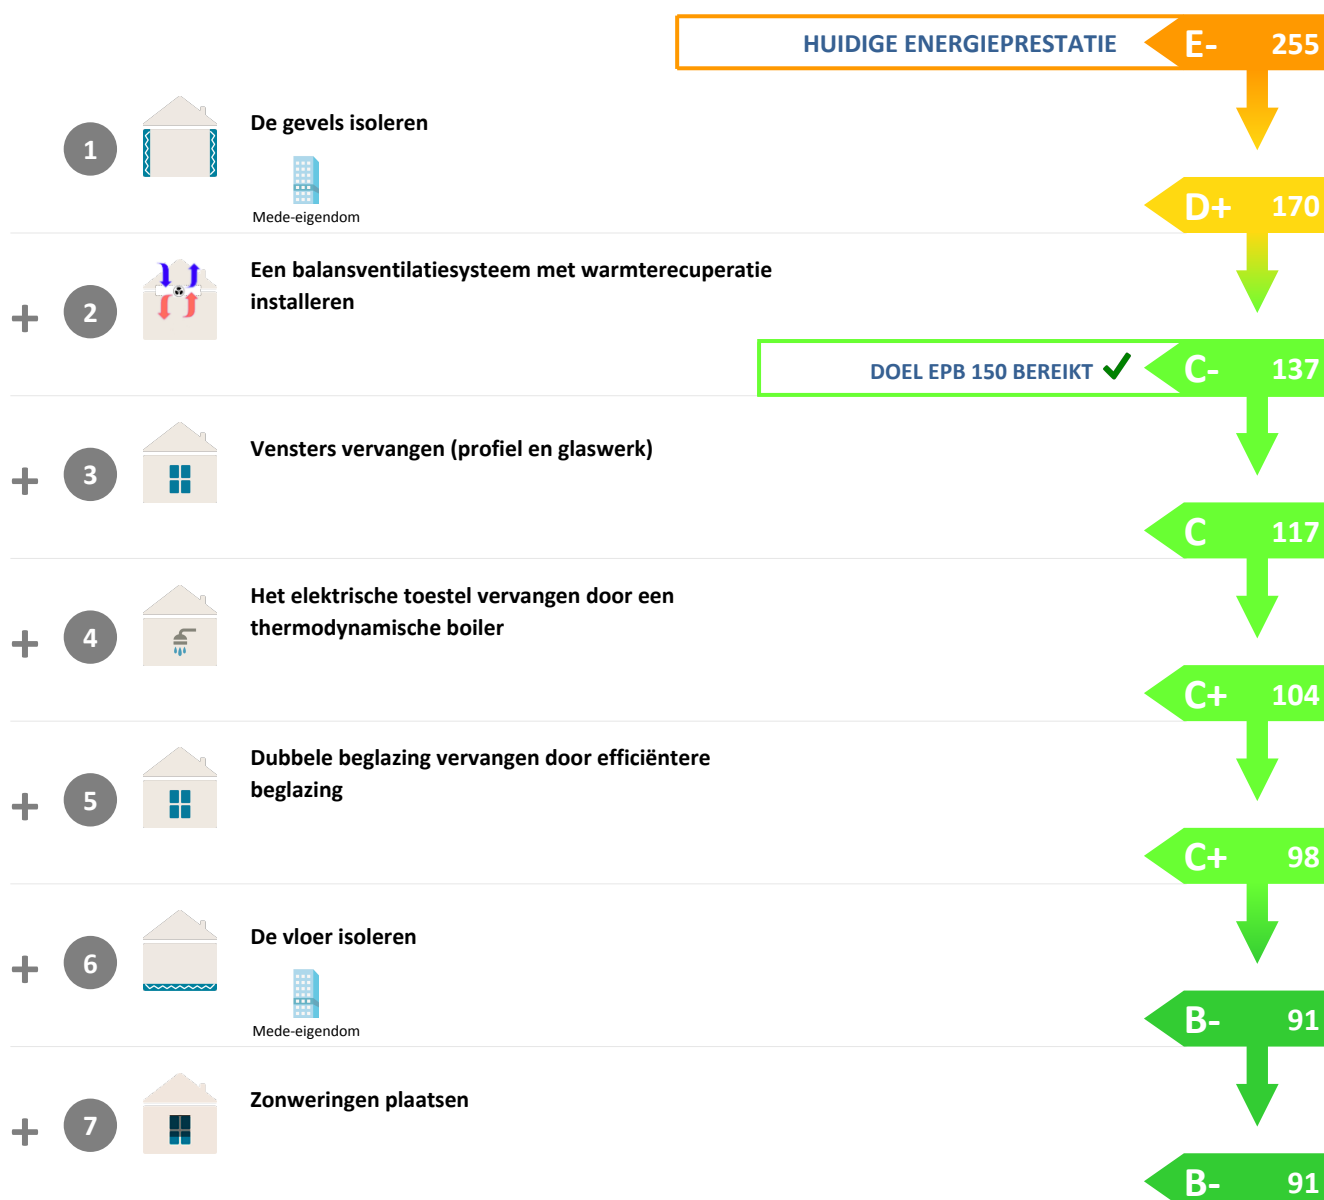 HUIDIGE ENERGIEPRESTATIE E- 255
1 De gevels isoleren
Mede-eigendom
D+ 170
+ 2 Een balansventilatiesysteem met warmterecuperatie
installeren
DOEL EPB 150 BEREIKT ✓ C- 137
+ 3 Vensters vervangen (profiel en glaswerk)
C 117
+ 4 Het elektrische toestel vervangen door een
thermodynamische boiler
C+ 104
+ 5 Dubbele beglazing vervangen door efficiëntere
beglazing
C+ 98
+ 6 De vloer isoleren
Mede-eigendom
B- 91
+ 7 Zonweringen plaatsen
B- 91